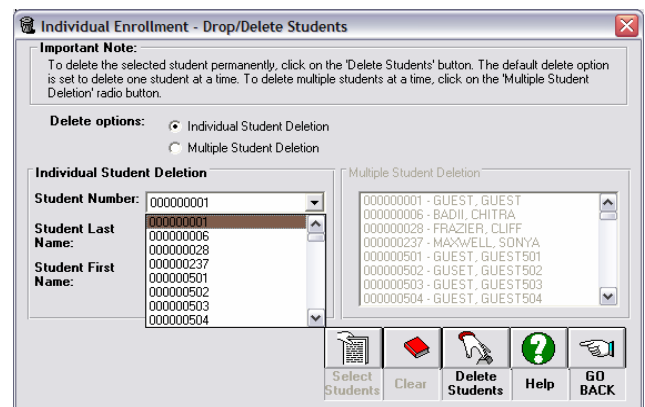 Individual Enrollment - Drop/Delete Students
Important Note:
To delete the selected student permanently, click on the 'Delete Students' button. The default delete option
is set to delete one student at a time. To delete multiple students at a time, click on the 'Multiple Student
Deletion' radio button.
Delete options:
Individual Student Deletion
Multiple Student Deletion
Individual Student Deletion
Student Number: 000000001
000000001
000000006
000000028
000000237
000000501
000000502
000000503
000000504
Student Last
Name:
Student First
Name:
Multiple Student Deletion
000000001 - GUEST, GUEST
000000006 - BADII, CHITRA
000000028 - FRAZIER, CLIFF
000000237 - MAXWELL, SONYA
000000501 - GUEST, GUEST501
000000502 - GUSET, GUEST502
000000503 - GUEST, GUEST503
000000504 - GUEST, GUEST504
Select
Students
Clear
Delete
Students
Help
GO
BACK